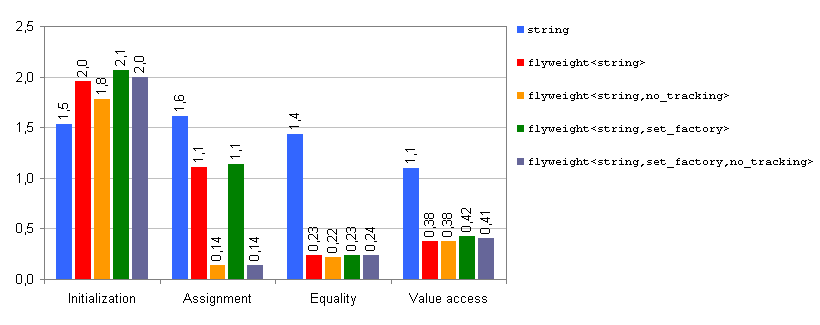 2,5
2,0
1,5
1,0
0,5
0,0
1,5
2,0
1,8
2,1
2,0
1,6
1,1
0,14
1,1
0,14
1,4
0,23
0,22
0,23
0,24
1,1
0,38
0,38
0,42
0,41
Initialization
Assignment
Equality
Value access
string
flyweight<string>
flyweight<string,no_tracking>
flyweight<string,set_factory>
flyweight<string,set_factory,no_tracking>